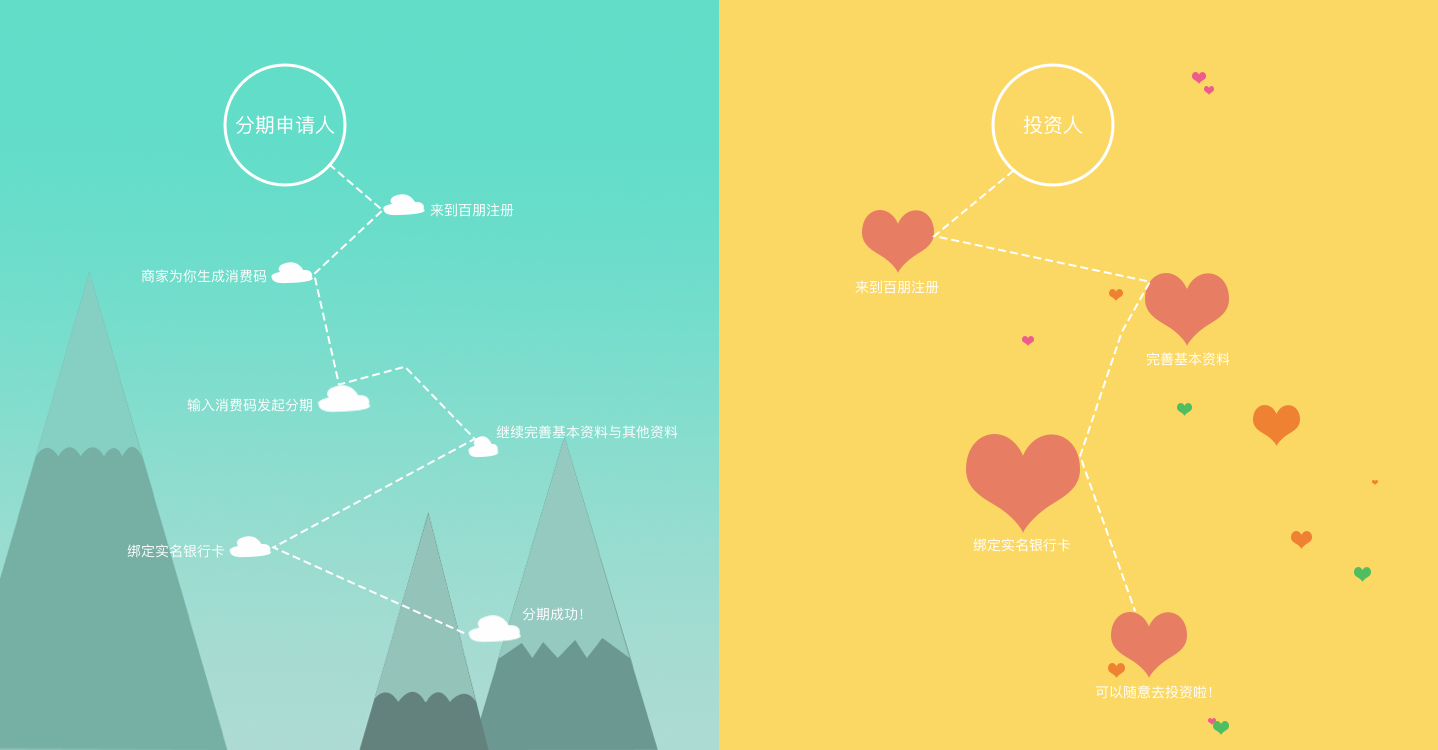 分期申请人
来到百朋注册
商家为你生成消费码
输入消费码发起分期
继续完善基本资料与其他资料
绑定实名银行卡
分期成功!
投资人
来到百朋注册
完善基本资料
绑定实名银行卡
可以随意去投资啦!